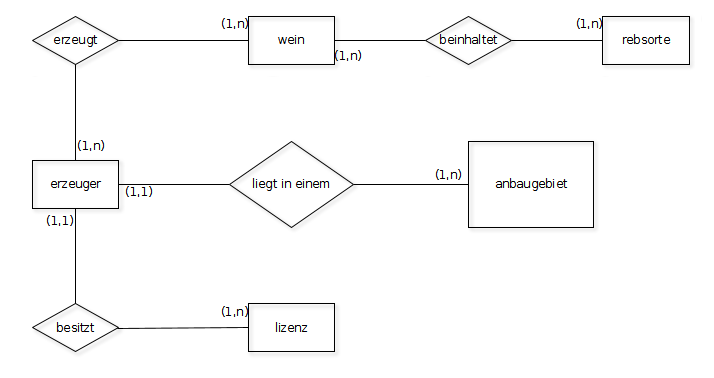 (1,n)
(1,n)
erzeugt
wein
beinhaltet
rebsorte
(1,n)
(1,n)
erzeuger
(1,1)
liegt in einem
(1,n)
anbaugebiet
(1,1)
(1,n)
besitzt
lizenz